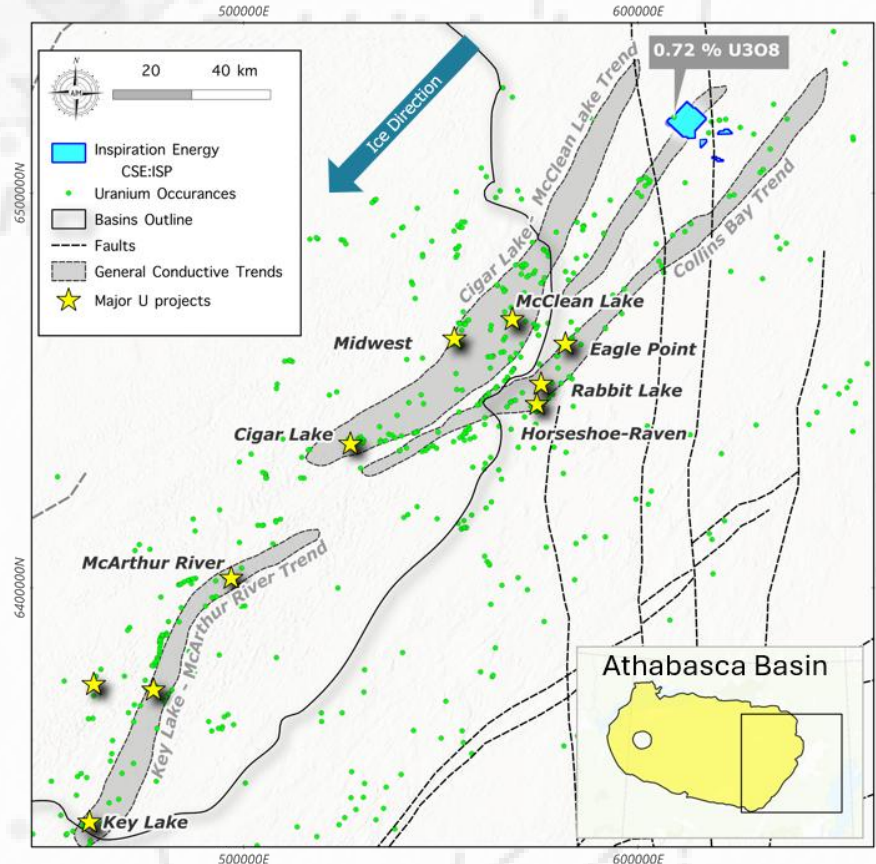 500000E
600000E
0.72 % U3O8
N
AIM
20
40 km
Inspiration Energy
CSE:ISP
Uranium Occurances
Basins Outline
Faults
General Conductive Trends
Major U projects
Ice Direction
Cigar Lake - McClean Lake Trend
Collins Bay Trend
6500000N
6400000N
McClean Lake
Midwest
Eagle Point
Rabbit Lake
Cigar Lake
Horseshoe-Raven
McArthur River
Key Lake - McArthur River Trend
Key Lake
Athabasca Basin
500000E
600000E